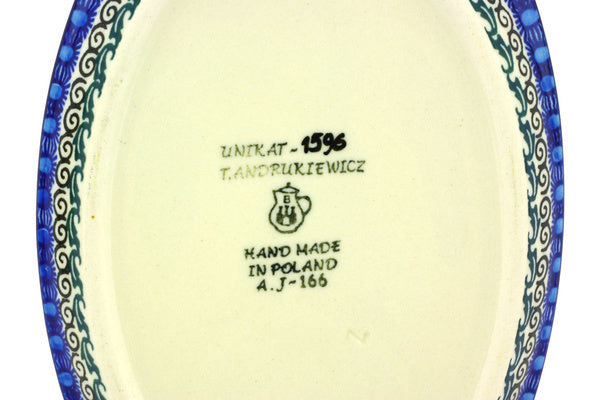 UNIKAT - 1596
T. ANDRUKIEWICZ
B
HAND MADE
IN POLAND
A. J - 166